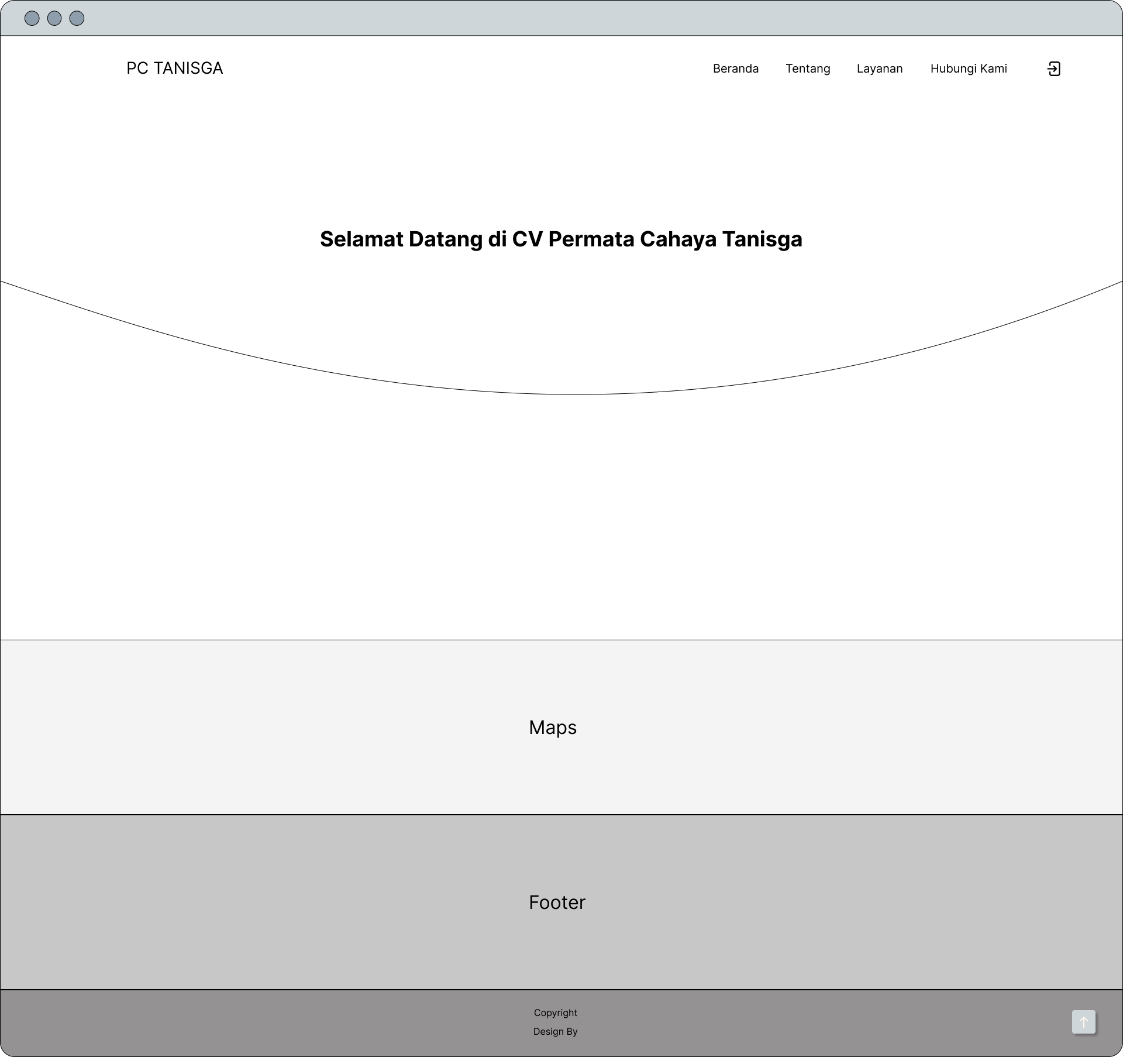 PC TANISGA
Beranda Tentang Layanan Hubungi Kami
Selamat Datang di CV Permata Cahaya Tanisga
Maps
Footer
Copyright
Design By